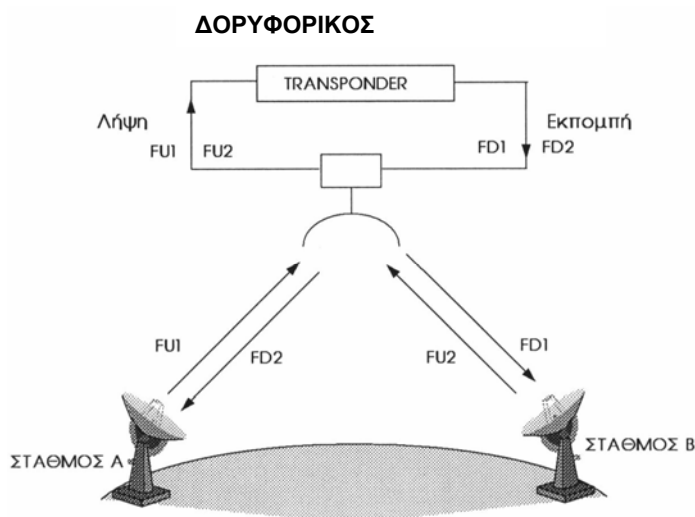 ΔΟΡΥΦΟΡΙΚΟΣ
TRANSPONDER
Λήψη
Εκπομπή
FU1 FU2
FD1 FD2
FU1
FD2
FU2
FD1
ΣΤΑΘΜΟΣ Α
ΣΤΑΘΜΟΣ Β